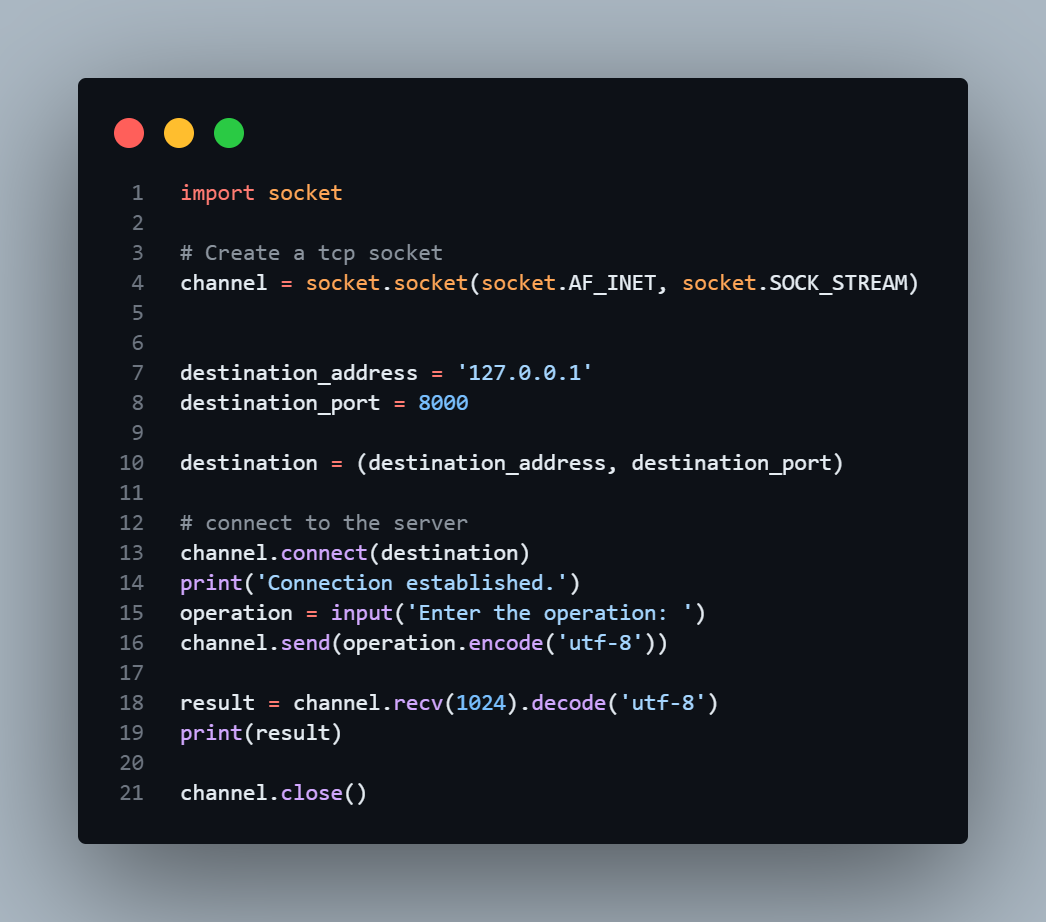 1 import socket
2
3 # Create a tcp socket
4 channel = socket.socket(socket.AF_INET, socket.SOCK_STREAM)
5
6
7 destination_address = '127.0.0.1'
8 destination_port = 8000
9
10 destination = (destination_address, destination_port)
11
12 # connect to the server
13 channel.connect(destination)
14 print('Connection established.')
15 operation = input('Enter the operation: ')
16 channel.send(operation.encode('utf-8'))
17
18 result = channel.recv(1024).decode('utf-8')
19 print(result)
20
21 channel.close()